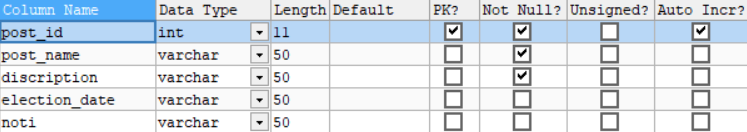 Column Name Data Type Length Default PK? Not Null? Unsigned? Auto Incr?
post_id int 11
post_name varchar 50
discription varchar 50
election_date varchar 50
noti varchar 50